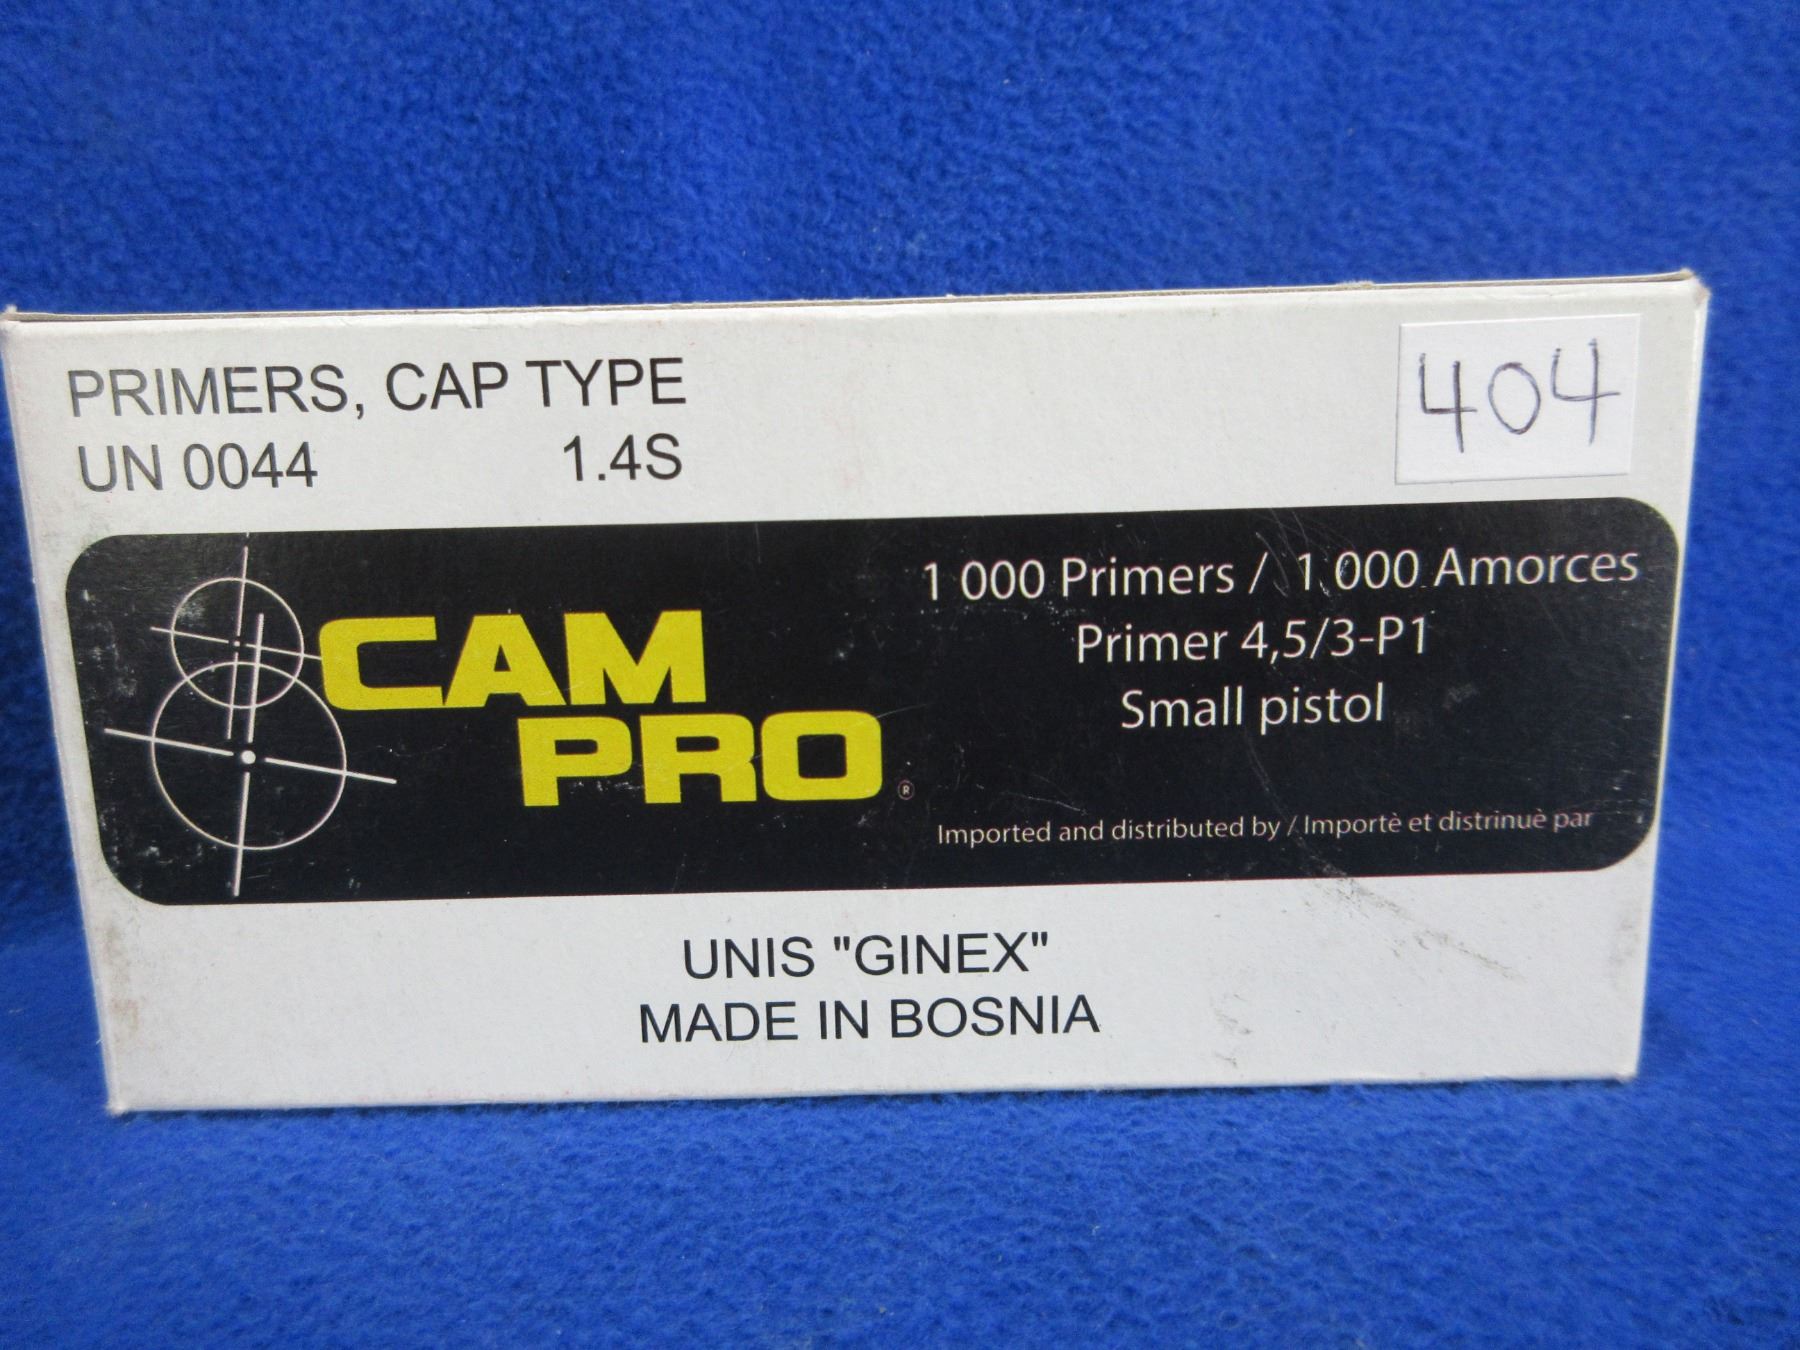 PRIMERS, CAP TYPE
UN 0044 1.4S
404
CAM
PRO ®
1 000 Primers / 1 000 Amorces
Primer 4,5/3-P1
Small pistol
Imported and distributed by / Importè et distrinuè par
UNIS "GINEX"
MADE IN BOSNIA